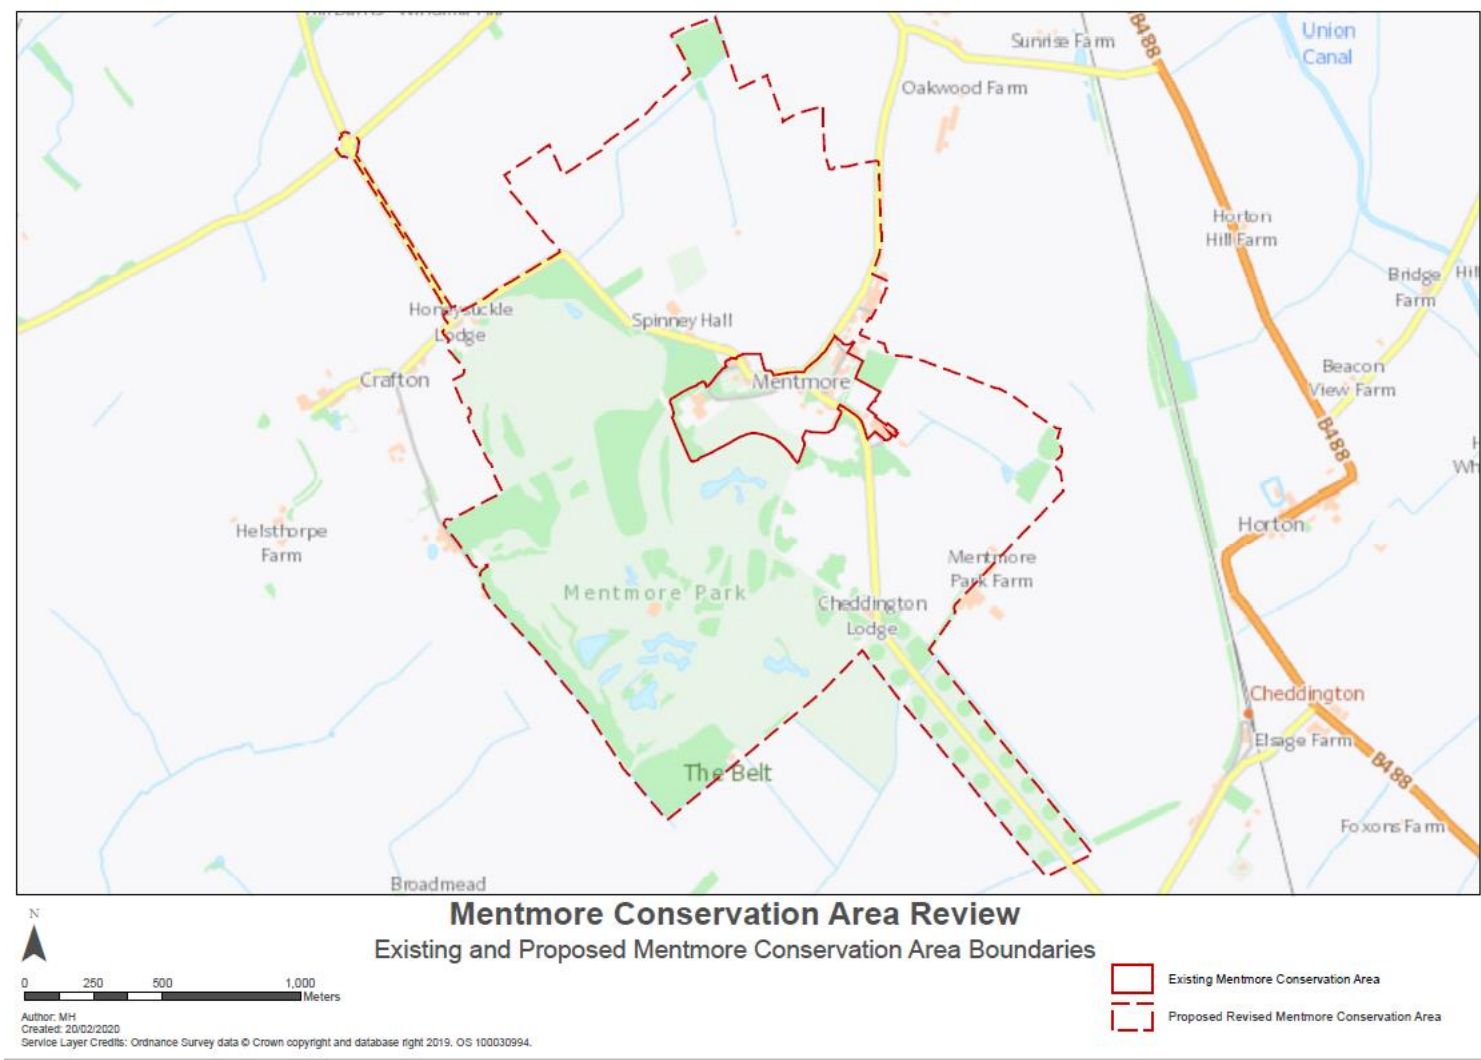 Union
Canal
B488
Sunrise Farm
Oakwood Farm
Horton
Hill Farm
Bridge
Farm
Honeysuckle
Lodge
Spinney Hall
Crafton
Mentmore
Beacon
View Farm
B488
Helsthorpe
Farm
Horton
Mentmore
Park Farm
Mentmore Park
Cheddington
Lodge
Cheddington
Elsage Farm
B488
The Belt
Foxons Farm
Broadmead
Mentmore Conservation Area Review
Existing and Proposed Mentmore Conservation Area Boundaries
N
0 250 500 1,000
Meters
Author: MH
Created: 20/02/2020
Service Layer Credits: Ordnance Survey data © Crown copyright and database right 2019. OS 100030994.
Existing Mentmore Conservation Area
Proposed Revised Mentmore Conservation Area